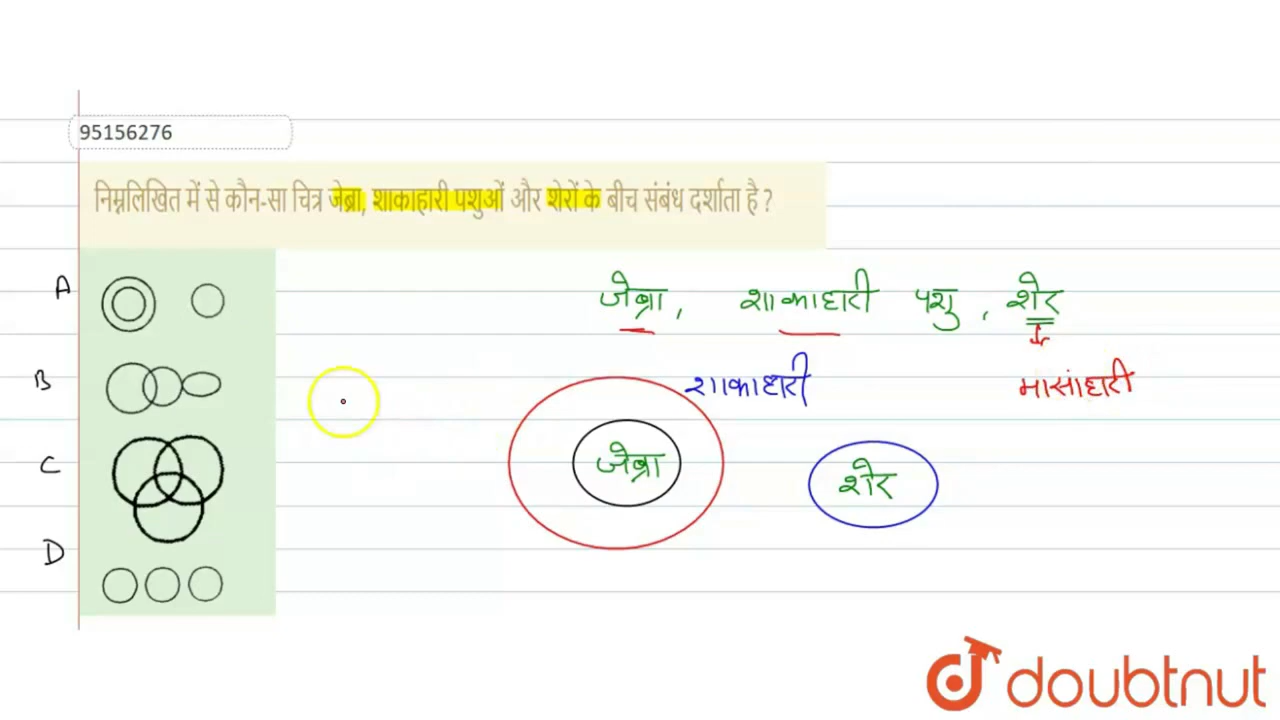 95156276
निम्नलिखित में से कौन-सा चित्र जेब्रा, शाकाहारी पशुओं और शेरों के बीच संबंध दर्शाता है ?
A
B
C
D
जेब्रा, शाकाहारी पशु, शेर
शाकाहारी मासांहारी
जेब्रा शेर
doubtnut